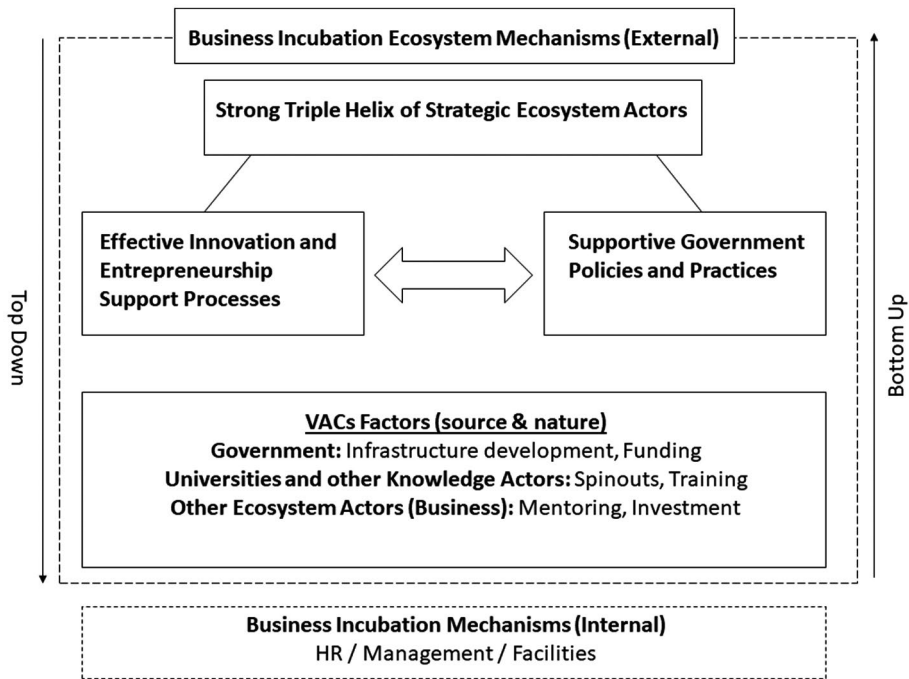 Business Incubation Ecosystem Mechanisms (External)
Strong Triple Helix of Strategic Ecosystem Actors
Effective Innovation and
Entrepreneurship
Support Processes
Supportive Government
Policies and Practices
Top Down
Bottom Up
VACs Factors (source & nature)
Government: Infrastructure development, Funding
Universities and other Knowledge Actors: Spinouts, Training
Other Ecosystem Actors (Business): Mentoring, Investment
Business Incubation Mechanisms (Internal)
HR / Management / Facilities